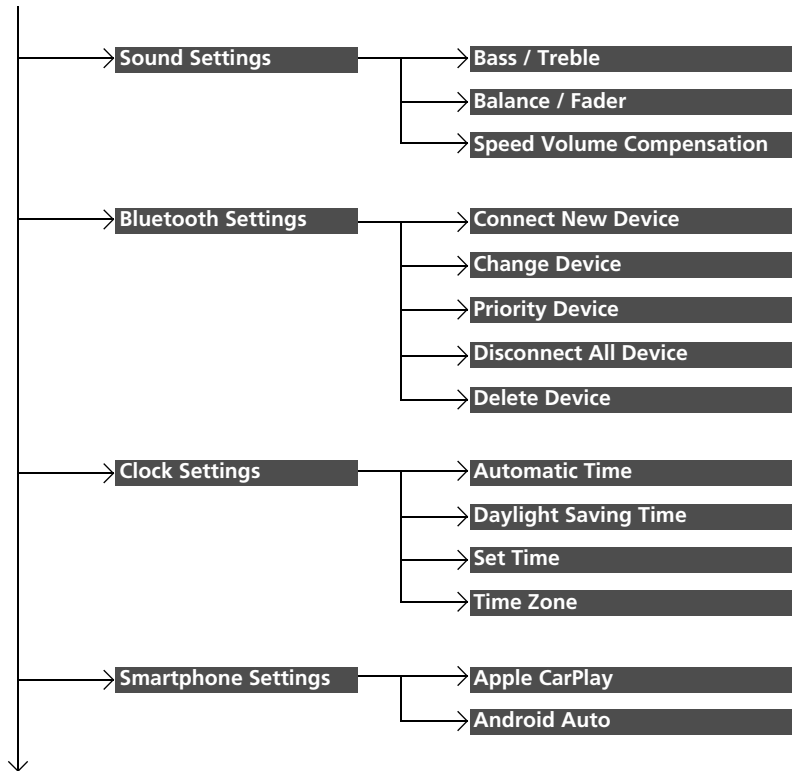 Sound Settings
Bass / Treble
Balance / Fader
Speed Volume Compensation
Bluetooth Settings
Connect New Device
Change Device
Priority Device
Disconnect All Device
Delete Device
Clock Settings
Automatic Time
Daylight Saving Time
Set Time
Time Zone
Smartphone Settings
Apple CarPlay
Android Auto